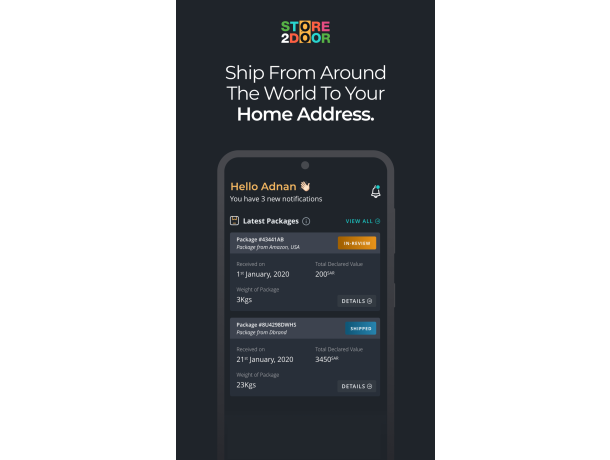 STORE
2DOOR
Ship From Around
The World To Your
Home Address.
Hello Adnan
You have 3 new notifications
Latest Packages
VIEW ALL
Package #43441AB
Package from Amazon, USA
IN-REVIEW
Received on
Total Declared Value
1st January, 2020
200SAR
Weight of Package
3Kgs
DETAILS
Package #8U4298DWHS
Package from Dbrand
SHIPPED
Received on
Total Declared Value
21st January, 2020
3450SAR
Weight of Package
23Kgs
DETAILS